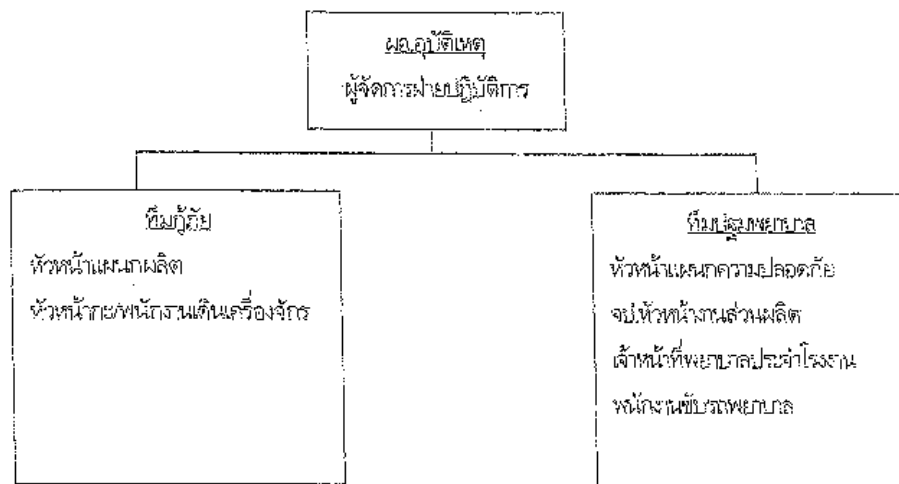 ผอ.อุบัติเหตุ
ผู้จัดการฝ่ายปฏิบัติการ
ทีมกู้ภัย
หัวหน้าแผนกผลิต
หัวหน้ากะ/พนักงานเดินเครื่องจักร
ทีมปฐมพยาบาล
หัวหน้าแผนกความปลอดภัย
จป.หัวหน้างานส่วนผลิต
เจ้าหน้าที่พยาบาลประจำโรงงาน
พนักงานขับรถพยาบาล